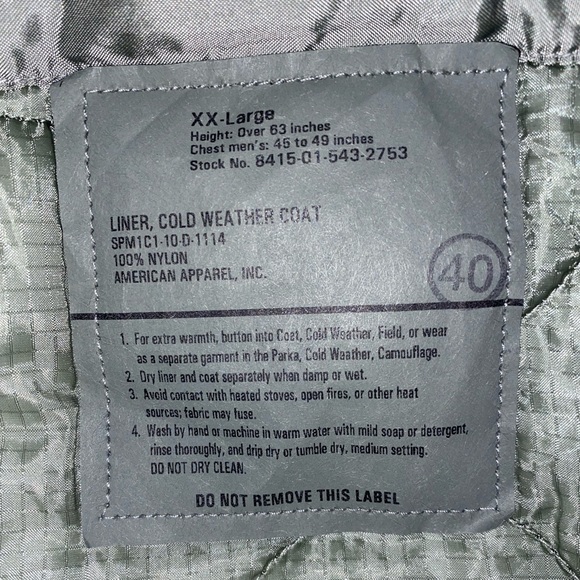 XX-Large
Height: Over 63 inches
Chest men's: 45 to 49 inches
Stock No. 8415-01-543-2753
LINER, COLD WEATHER COAT
SPM1C1-10-D-1114
100% NYLON
AMERICAN APPAREL, INC.
40
1. For extra warmth, button into Coat, Cold Weather, Field, or wear
as a separate garment in the Parka, Cold Weather, Camouflage.
2. Dry liner and coat separately when damp or wet.
3. Avoid contact with heated stoves, open fires, or other heat
sources; fabric may fuse.
4. Wash by hand or machine in warm water with mild soap or detergent,
rinse thoroughly, and drip dry or tumble dry, medium setting.
DO NOT DRY CLEAN.
DO NOT REMOVE THIS LABEL